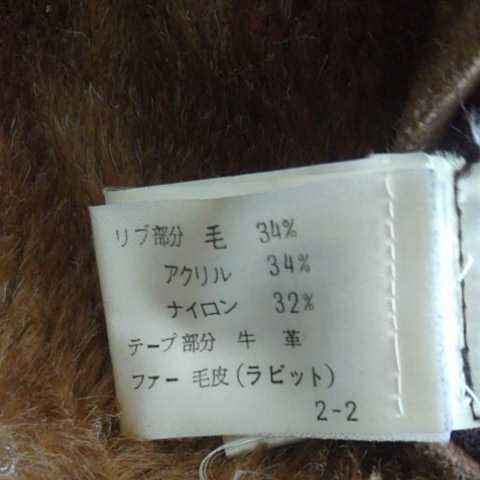 リブ部分 毛 34%
アクリル 34%
ナイロン 32%
テープ部分 牛革
ファー 毛皮(ラビット)
2-2